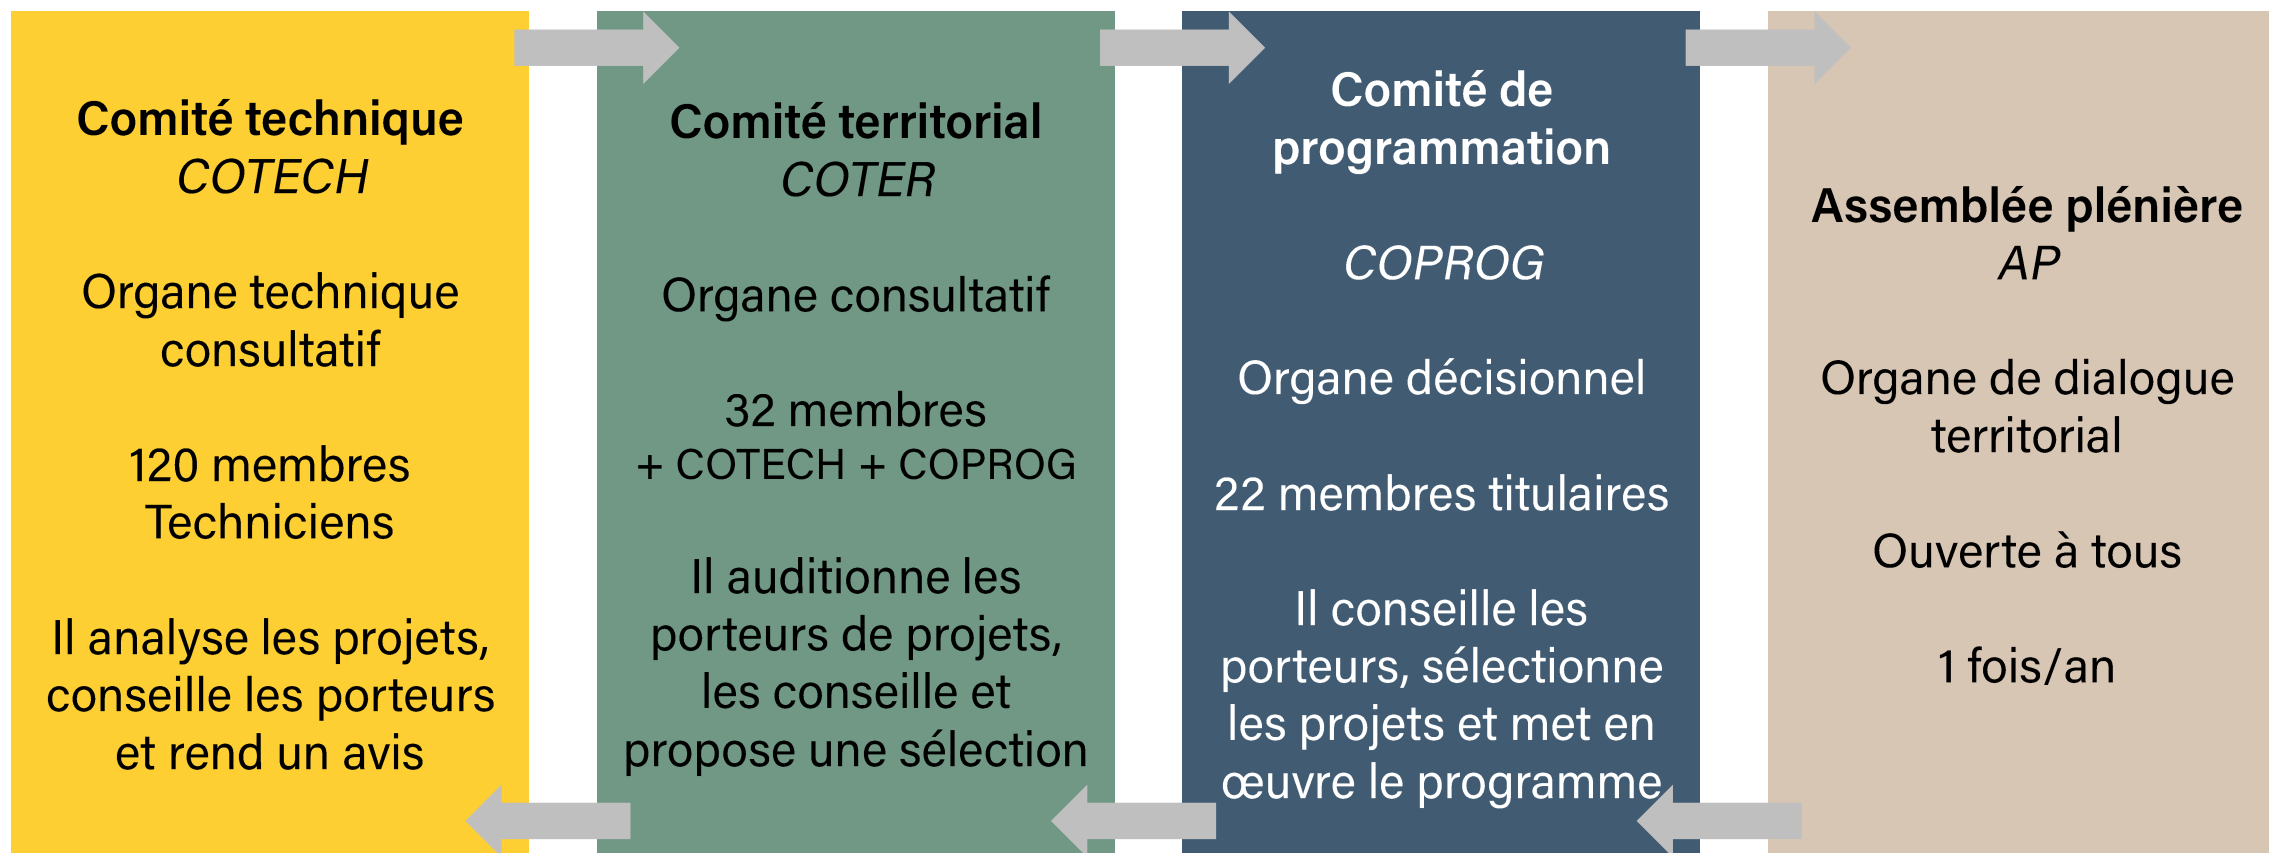 Comité technique
COTECH
Organe technique
consultatif
120 membres
Techniciens
Il analyse les projets,
conseille les porteurs
et rend un avis
Comité territorial
COTER
Organe consultatif
32 membres
+ COTECH + COPROG
Il auditionne les
porteurs de projets,
les conseille et
propose une sélection
Comité de
programmation
COPROG
Organe décisionnel
22 membres titulaires
Il conseille les
porteurs, sélectionne
les projets et met en
œuvre le programme
Assemblée plénière
AP
Organe de dialogue
territorial
Ouverte à tous
1 fois/an